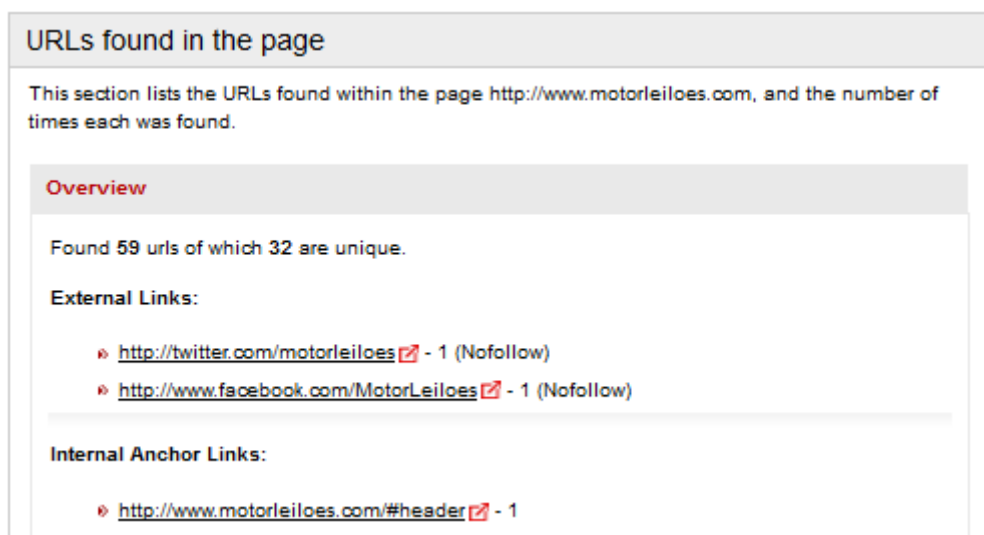 URLs found in the page
This section lists the URLs found within the page http://www.motorleiloes.com, and the number of
times each was found.
Overview
Found 59 urls of which 32 are unique.
External Links:
http://twitter.com/motorleiloes - 1 (Nofollow)
http://www.facebook.com/MotorLeiloes - 1 (Nofollow)
Internal Anchor Links:
http://www.motorleiloes.com/#header - 1